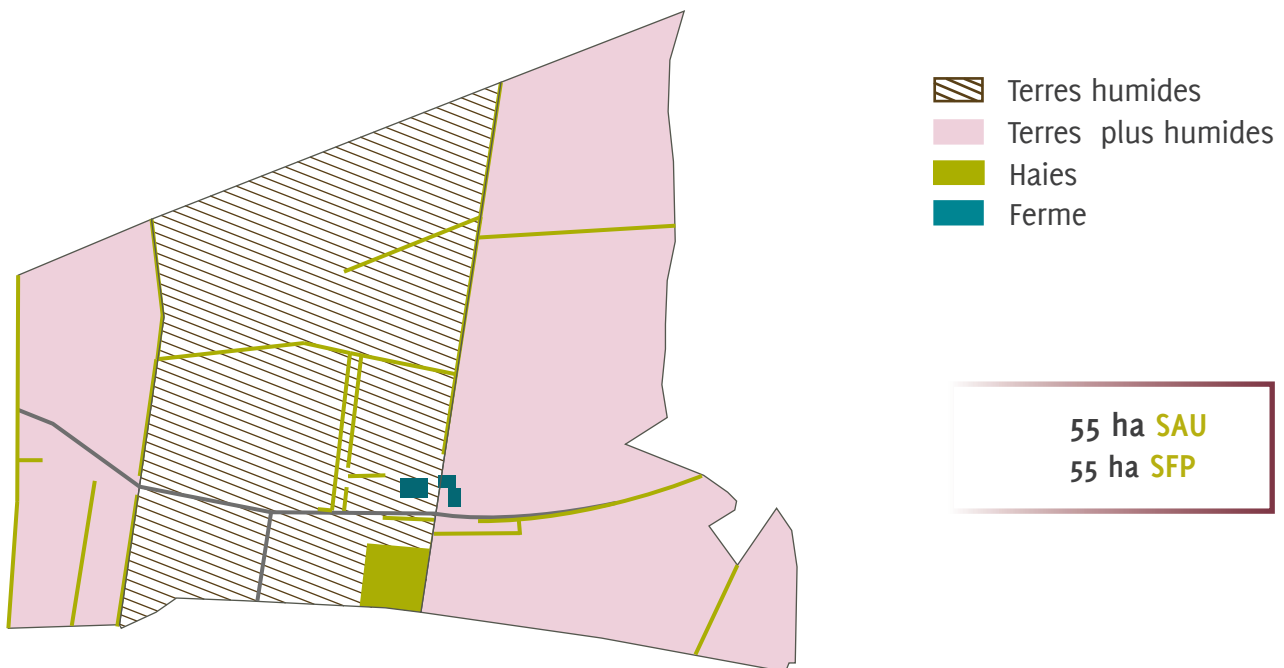 Terres humides
Terres plus humides
Haies
Ferme
55 ha SAU
55 ha SFP